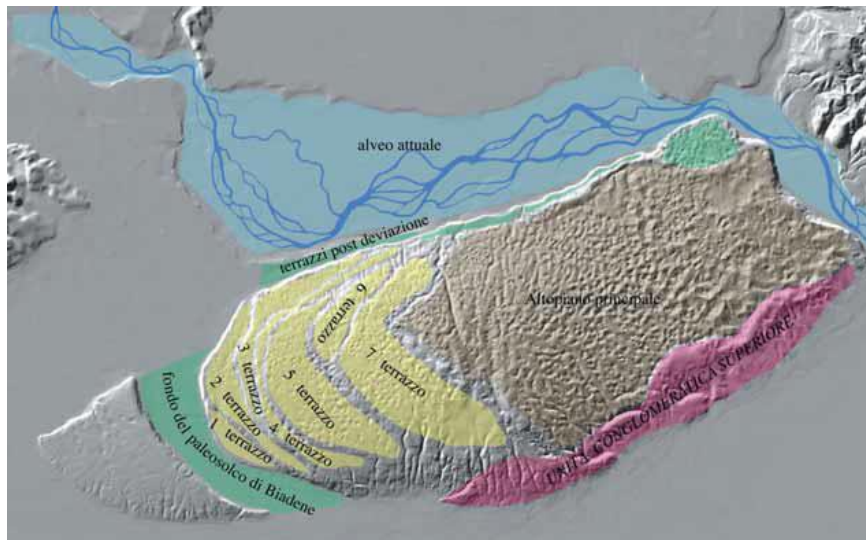 alveo attuale
terrazzi post deviazione
Altopiano principale
6 terrazzo
7 terrazzo
3 terrazzo
5 terrazzo
2 terrazzo
4 terrazzo
1 terrazzo
fondo del paleosolco di Biadene
UNITÀ CONGLOMERATICA SUPERIORE